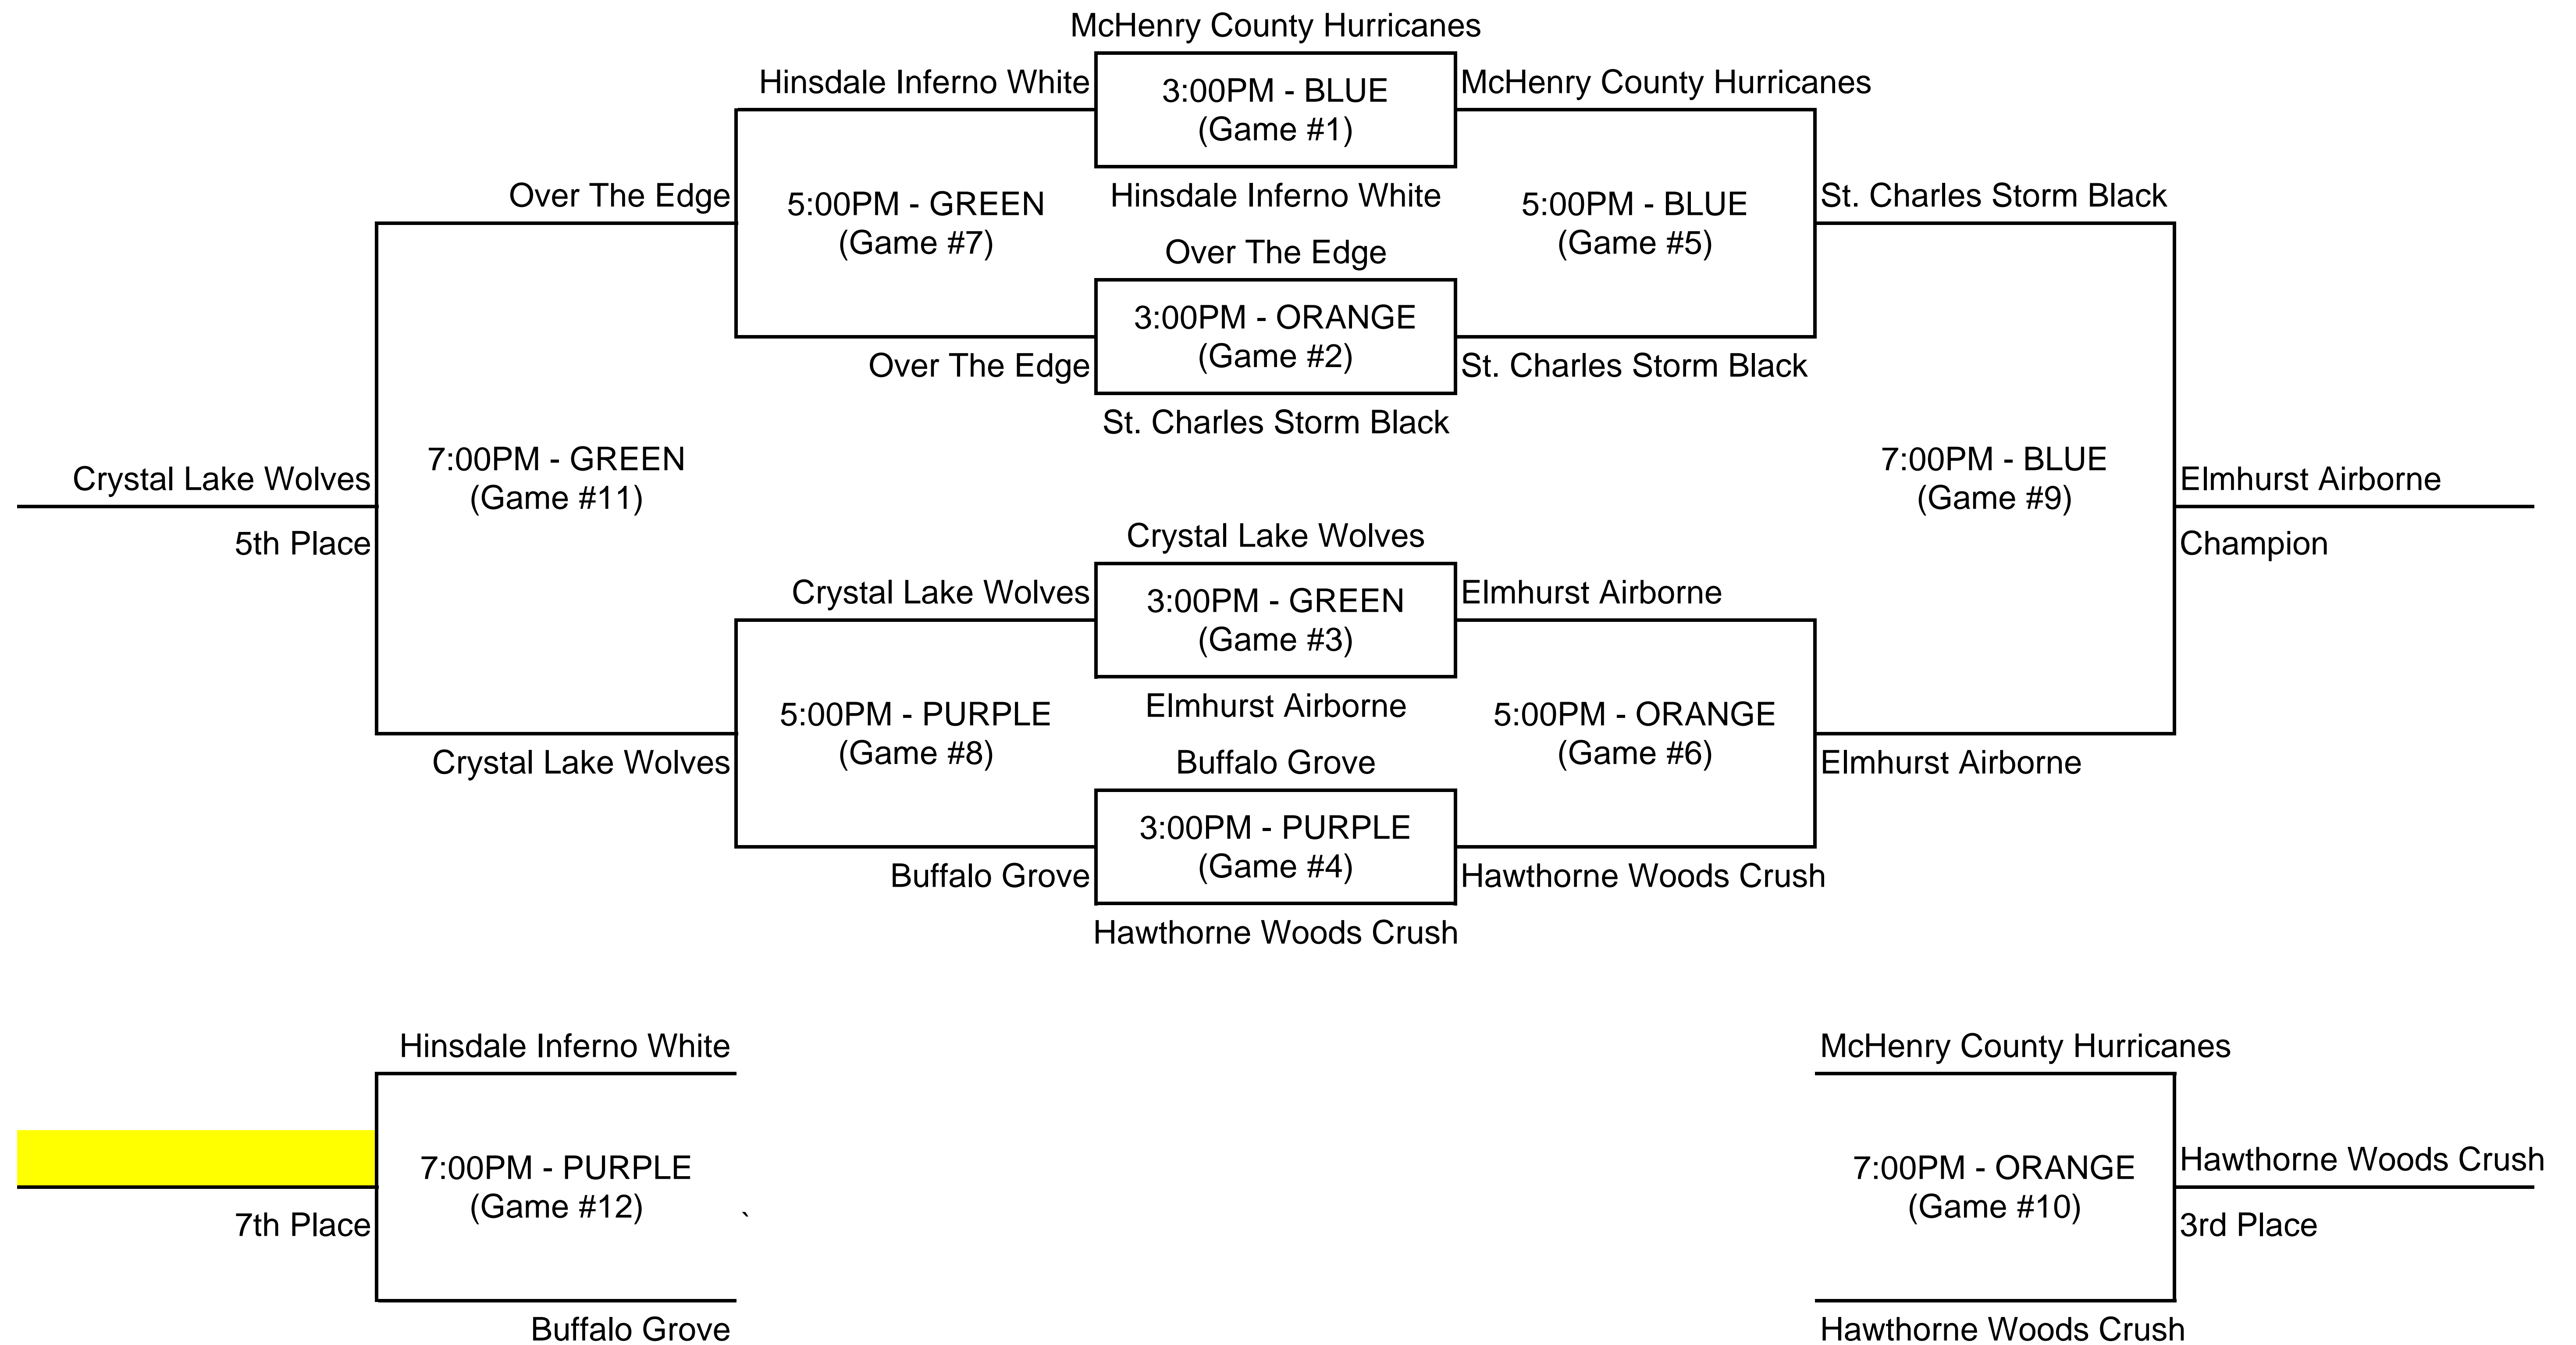 McHenry County Hurricanes
Hinsdale Inferno White
3:00PM - BLUE
(Game #1)
McHenry County Hurricanes
Over The Edge
5:00PM - GREEN
(Game #7)
Hinsdale Inferno White
5:00PM - BLUE
(Game #5)
St. Charles Storm Black
Over The Edge
Over The Edge
3:00PM - ORANGE
(Game #2)
St. Charles Storm Black
St. Charles Storm Black
Crystal Lake Wolves
5th Place
7:00PM - GREEN
(Game #11)
7:00PM - BLUE
(Game #9)
Elmhurst Airborne
Champion
Crystal Lake Wolves
Crystal Lake Wolves
3:00PM - GREEN
(Game #3)
Elmhurst Airborne
Crystal Lake Wolves
5:00PM - PURPLE
(Game #8)
Elmhurst Airborne
5:00PM - ORANGE
(Game #6)
Elmhurst Airborne
Buffalo Grove
Buffalo Grove
3:00PM - PURPLE
(Game #4)
Hawthorne Woods Crush
Hawthorne Woods Crush
Hinsdale Inferno White
7:00PM - PURPLE
(Game #12)
7th Place
`
Buffalo Grove
McHenry County Hurricanes
7:00PM - ORANGE
(Game #10)
Hawthorne Woods Crush
3rd Place
Hawthorne Woods Crush